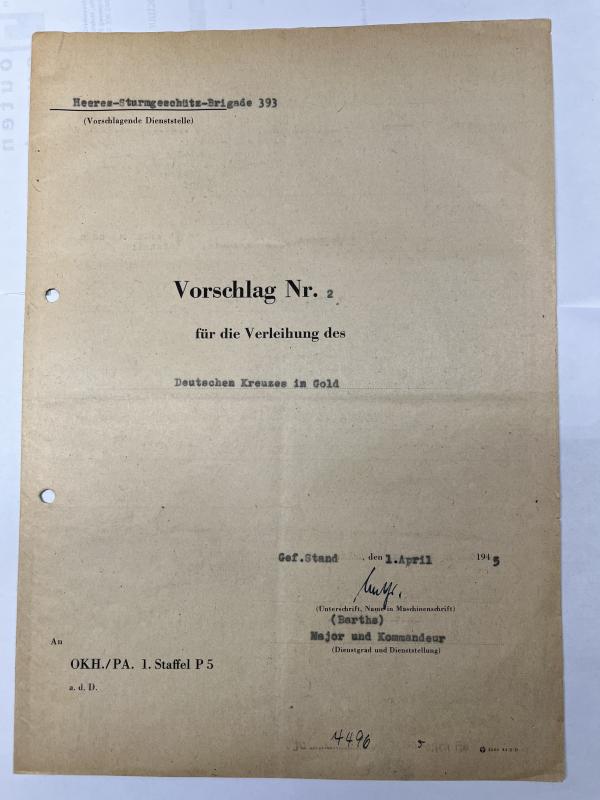 Heeres-Sturmgeschütz-Brigade 393
(Vorschlagende Dienststelle)
Vorschlag Nr. 2
für die Verleihung des
Deutschen Kreuzes in Gold
Gef.Stand, den 1.April 1945
(Unterschrift, Name in Maschinenschrift)
(Barths)
Major und Kommandeur
(Dienstgrad und Dienststellung)
An
OKH./PA. 1. Staffel P 5
a. d. D.
4496